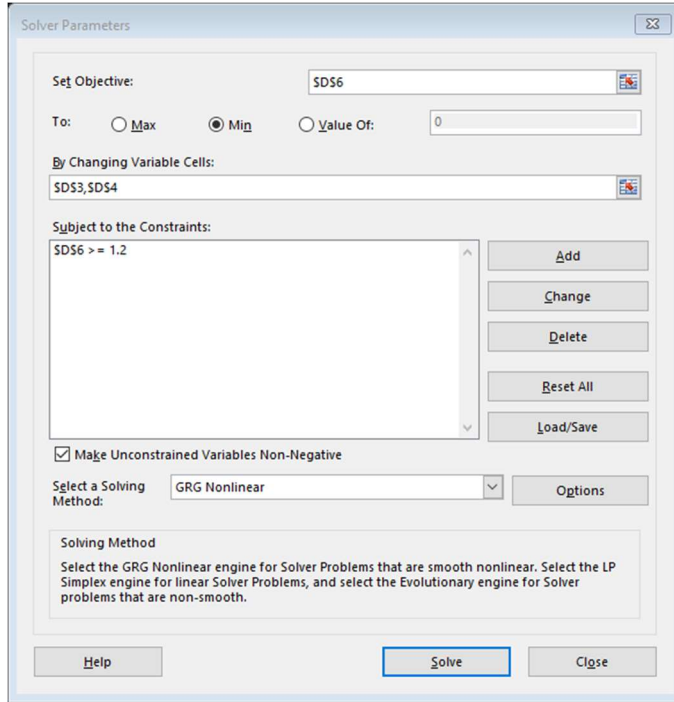 Solver Parameters
Set Objective: $D$6
To: Max Min Value Of: 0
By Changing Variable Cells:
$D$3,$D$4
Subject to the Constraints:
$D$6 >= 1.2
Add
Change
Delete
Reset All
Load/Save
Make Unconstrained Variables Non-Negative
Select a Solving
Method:
GRG Nonlinear
Options
Solving Method
Select the GRG Nonlinear engine for Solver Problems that are smooth nonlinear. Select the LP
Simplex engine for linear Solver Problems, and select the Evolutionary engine for Solver
problems that are non-smooth.
Help Solve Close